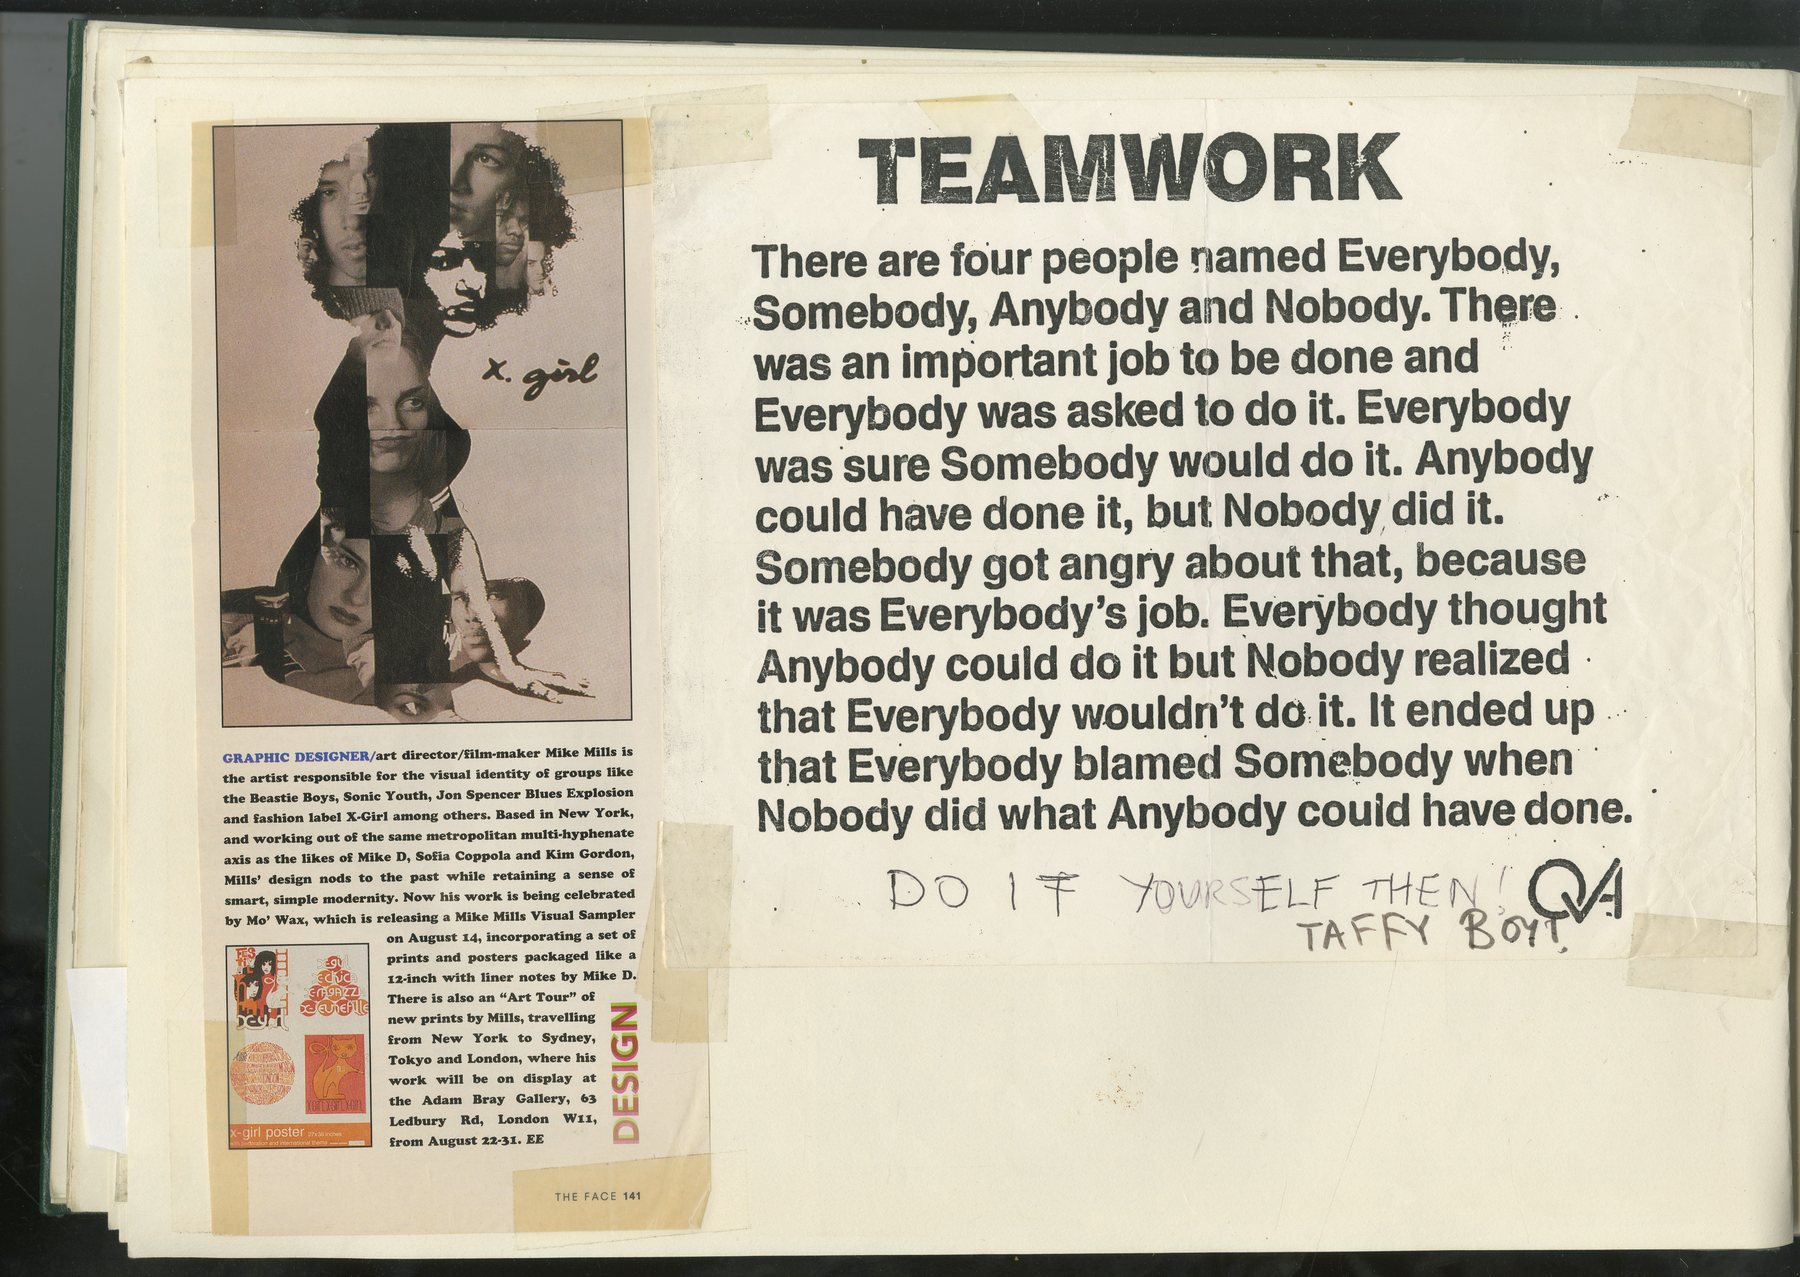 x. girl
GRAPHIC DESIGNER/art director/film-maker Mike Mills is
the artist responsible for the visual identity of groups like
the Beastie Boys, Sonic Youth, Jon Spencer Blues Explosion
and fashion label X-Girl among others. Based in New York,
and working out of the same metropolitan multi-hyphenate
axis as the likes of Mike D, Sofia Coppola and Kim Gordon,
Mills' design nods to the past while retaining a sense of
smart, simple modernity. Now his work is being celebrated
by Mo' Wax, which is releasing a Mike Mills Visual Sampler
on August 14, incorporating a set of
prints and posters packaged like a
12-inch with liner notes by Mike D.
There is also an “Art Tour” of
new prints by Mills, travelling
from New York to Sydney,
Tokyo and London, where his
work will be on display at
the Adam Bray Gallery, 63
Ledbury Rd, London W11,
from August 22-31. EE
x-girl poster
DESIGN
THE FACE 141
TEAMWORK
There are four people named Everybody,
Somebody, Anybody and Nobody. There
was an important job to be done and
Everybody was asked to do it. Everybody
was sure Somebody would do it. Anybody
could have done it, but Nobody did it.
Somebody got angry about that, because
it was Everybody's job. Everybody thought
Anybody could do it but Nobody realized
that Everybody wouldn't do it. It ended up
that Everybody blamed Somebody when
Nobody did what Anybody could have done.
DO IT YOURSELF THEN! QA
TAFFY BOYT.